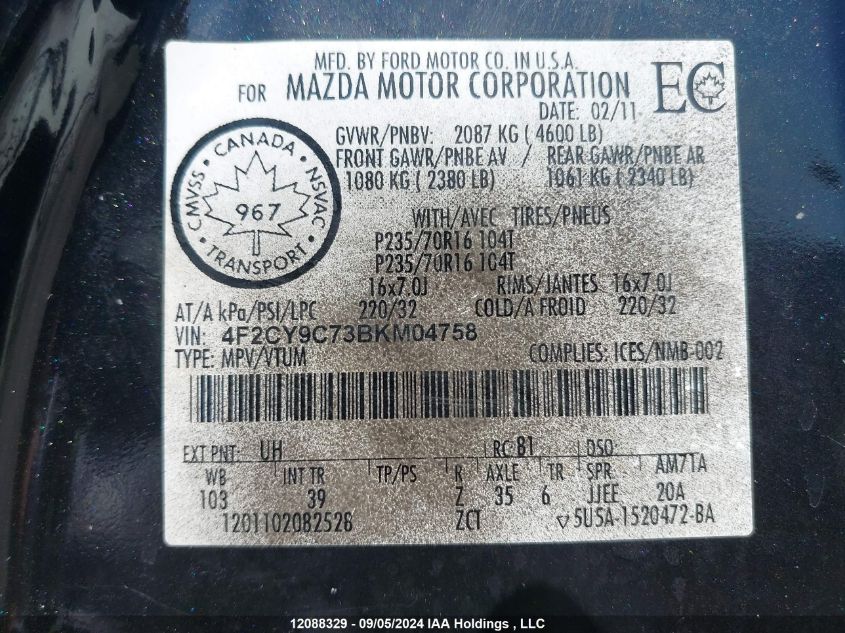 MFD. BY FORD MOTOR CO. IN U.S.A.
FOR MAZDA MOTOR CORPORATION
EC
DATE: 02/11
GVWR/PNBV: 2087 KG ( 4600 LB)
FRONT GAWR/PNBE AV / REAR GAWR/PNBE AR
1080 KG ( 2380 LB) 1061 KG ( 2340 LB)
CMVSS CANADA NSVAC
967
TRANSPORT
WITH/AVEC TIRES/PNEUS
P235/70R16 104T
P235/70R16 104T
16x7.0J RIMS/JANTES 16x7.0J
AT/A kPa/PSI/LPC 220/32 COLD/A FROID 220/32
VIN: 4F2CY9C73BKM04758
TYPE: MPV/VTUM COMPLIES: ICES/NMB-002
EXT PNT: UH RC: 81 DSO:
WB INT TR TP/PS R AXLE TR SPR AM71A
103 39 Z 35 6 JJEE 20A
1201102082528 ZCT 5U5A-1520472-BA
12088329 - 09/05/2024 IAA Holdings , LLC